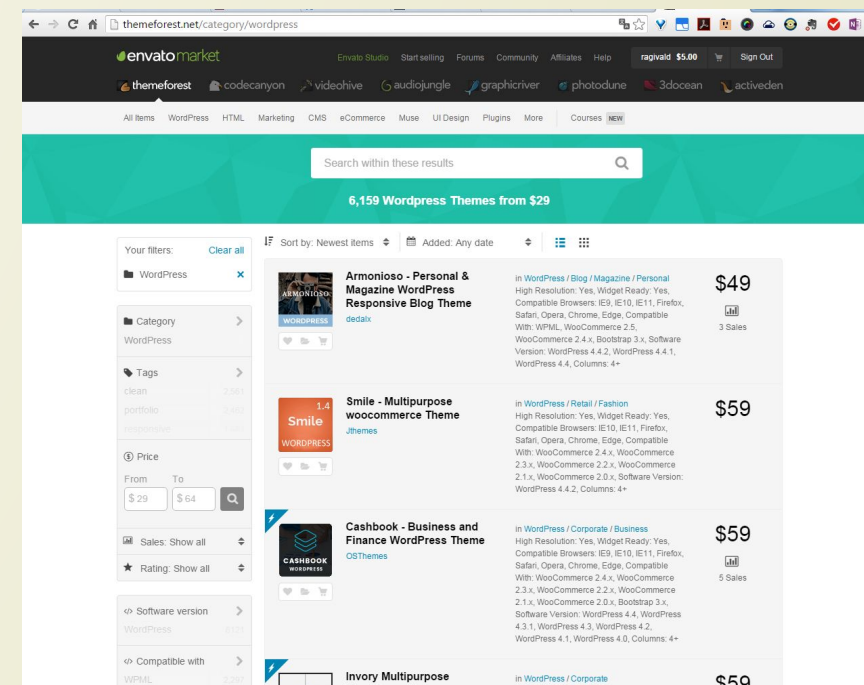 themeforest.net/category/wordpress
envatomarket
Envato Studio Start selling Forums Community Affiliates Help ragivald $5.00 Sign Out
themeforest codecanyon videohive audiojungle graphicriver photodune 3docean activeden
All Items WordPress HTML Marketing CMS eCommerce Muse UI Design Plugins More Courses NEW
Search within these results
6,159 Wordpress Themes from $29
Your filters: Clear all
WordPress ×
Category
WordPress
Tags
clean
portfolio
responsive
Price
From To
$ 29 $ 64
Sales: Show all
Rating: Show all
Software version
WordPress
Compatible with
WPML
Sort by: Newest items Added: Any date
ARMONIOSO
WORDPRESS
Armonioso - Personal &
Magazine WordPress
Responsive Blog Theme
dedalx
in WordPress / Blog / Magazine / Personal
High Resolution: Yes, Widget Ready: Yes,
Compatible Browsers: IE9, IE10, IE11, Firefox,
Safari, Opera, Chrome, Edge, Compatible
With: WPML, WooCommerce 2.5,
WooCommerce 2.4.x, Bootstrap 3.x, Software
Version: WordPress 4.4.2, WordPress 4.4.1,
WordPress 4.4, Columns: 4+
$49
3 Sales
1.4
Smile
WORDPRESS
Smile - Multipurpose
woocommerce Theme
Jthemes
in WordPress / Retail / Fashion
High Resolution: Yes, Widget Ready: Yes,
Compatible Browsers: IE10, IE11, Firefox,
Safari, Opera, Chrome, Edge, Compatible
With: WooCommerce 2.4.x, WooCommerce
2.3.x, WooCommerce 2.2.x, WooCommerce
2.1.x, WooCommerce 2.0.x, Software Version:
WordPress 4.4.2, Columns: 4+
$59
CASHBOOK
WORDPRESS
Cashbook - Business and
Finance WordPress Theme
OSThemes
in WordPress / Corporate / Business
High Resolution: Yes, Widget Ready: Yes,
Compatible Browsers: IE9, IE10, IE11, Firefox,
Safari, Opera, Chrome, Edge, Compatible
With: WooCommerce 2.4.x, WooCommerce
2.3.x, WooCommerce 2.2.x, WooCommerce
2.1.x, WooCommerce 2.0.x, Bootstrap 3.x,
Software Version: WordPress 4.4, WordPress
4.3.1, WordPress 4.3, WordPress 4.2,
WordPress 4.1, WordPress 4.0, Columns: 4+
$59
5 Sales
Invory Multipurpose
in WordPress / Corporate
$59